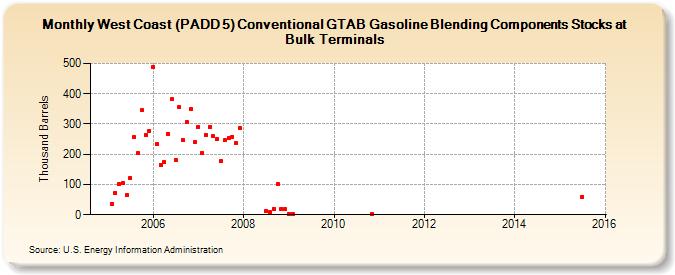 Monthly West Coast (PADD 5) Conventional GTAB Gasoline Blending Components Stocks at
Bulk Terminals
Thousand Barrels
500
400
300
200
100
0
2006 2008 2010 2012 2014 2016
Source: U.S. Energy Information Administration